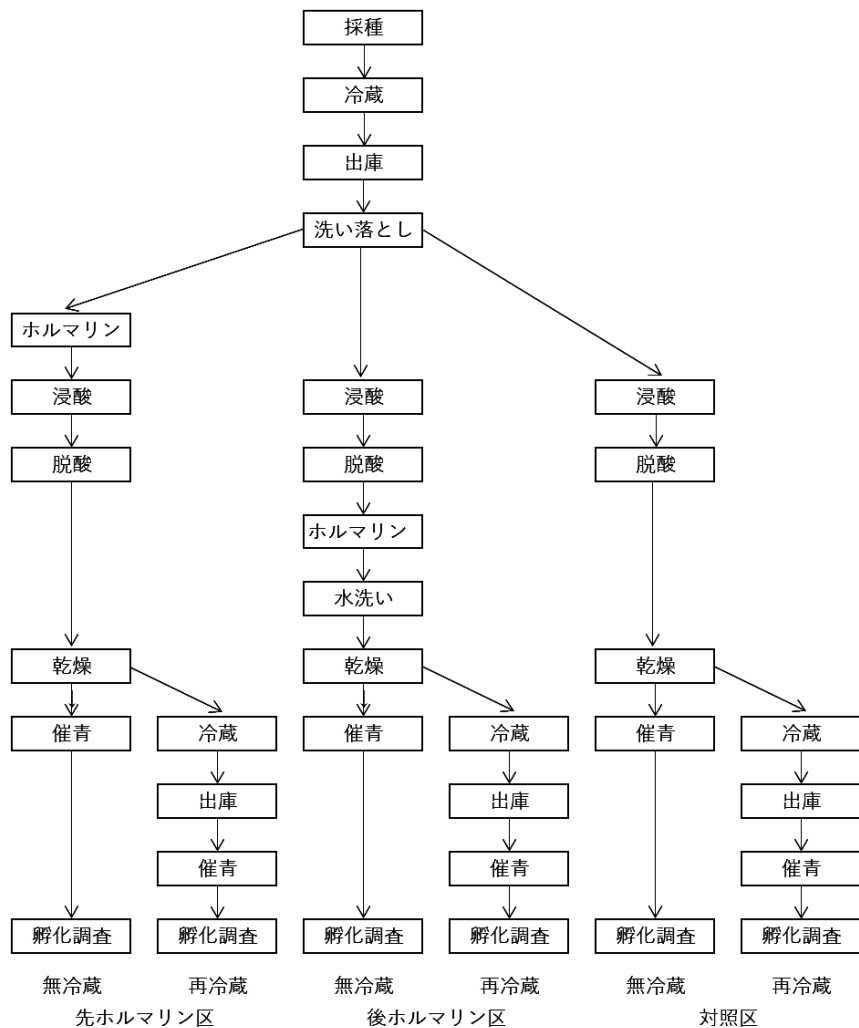 採種
冷蔵
出庫
洗い落とし
ホルマリン
浸酸 浸酸 浸酸
脱酸 脱酸 脱酸
ホルマリン
水洗い
乾燥 乾燥 乾燥
催青 冷蔵 催青 冷蔵 催青 冷蔵
出庫 出庫 出庫
催青 催青 催青
孵化調査 孵化調査 孵化調査 孵化調査 孵化調査 孵化調査
無冷蔵 再冷蔵 無冷蔵 再冷蔵 無冷蔵 再冷蔵
先ホルマリン区 後ホルマリン区 対照区